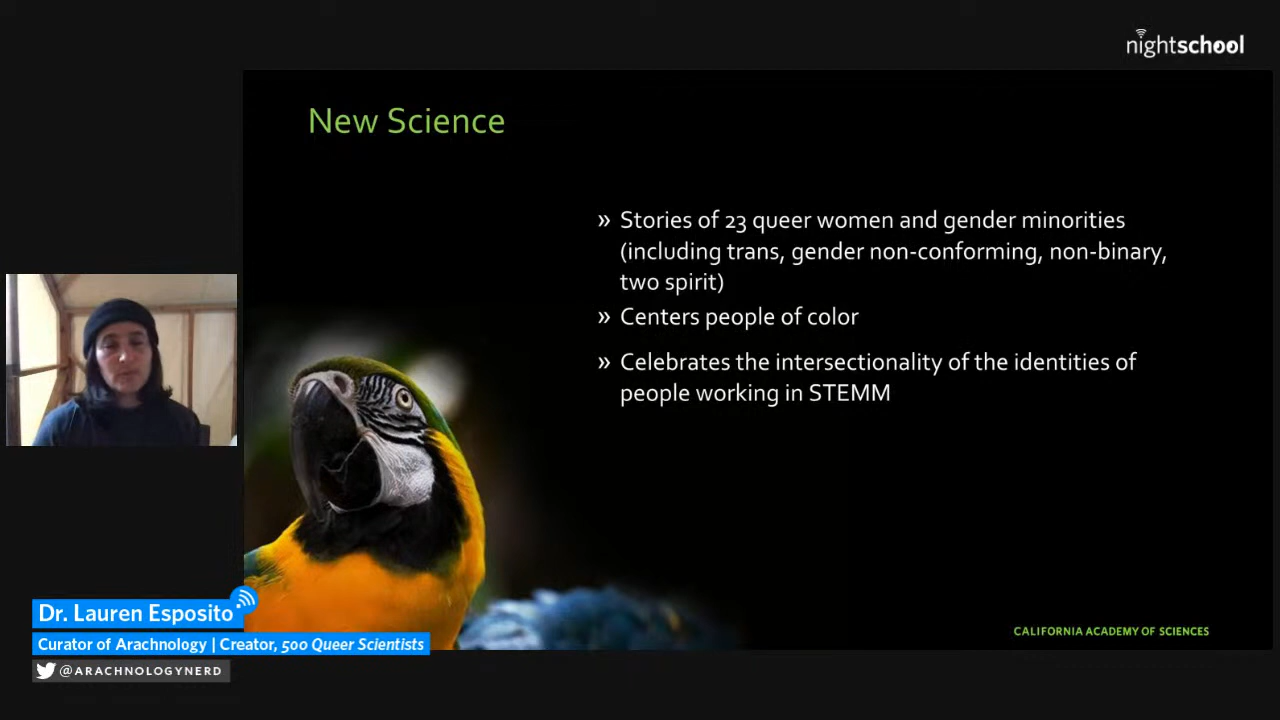 nightschool
New Science
» Stories of 23 queer women and gender minorities
(including trans, gender non-conforming, non-binary,
two spirit)
» Centers people of color
» Celebrates the intersectionality of the identities of
people working in STEMM
Dr. Lauren Esposito
Curator of Arachnology | Creator, 500 Queer Scientists
@ARACHNOLOGYNERD
CALIFORNIA ACADEMY OF SCIENCES